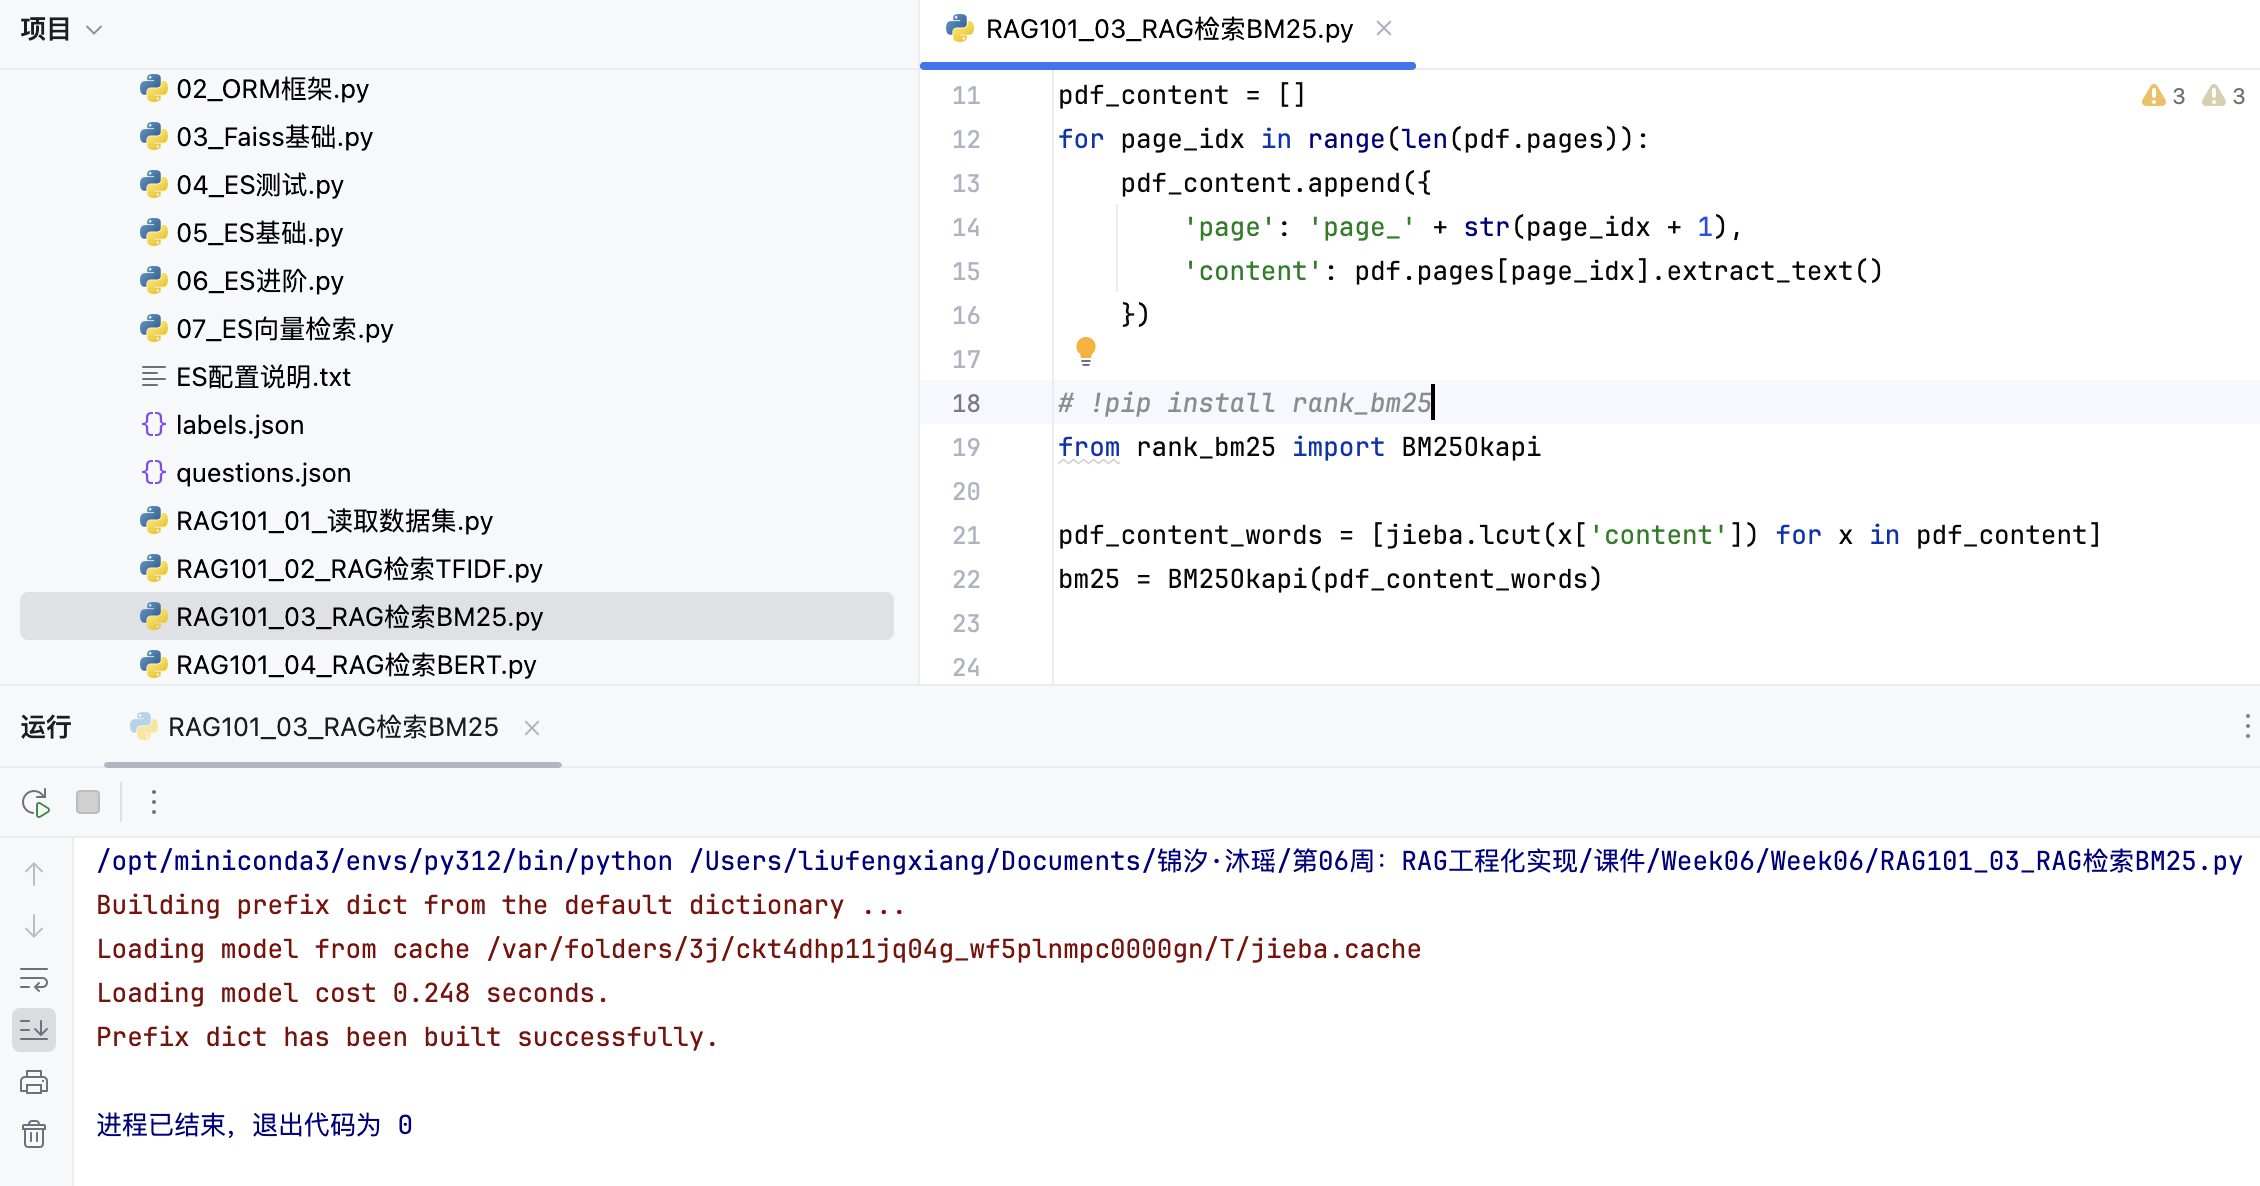 项目
02_ORM框架.py
03_Faiss基础.py
04_ES测试.py
05_ES基础.py
06_ES进阶.py
07_ES向量检索.py
ES配置说明.txt
labels.json
questions.json
RAG101_01_读取数据集.py
RAG101_02_RAG检索TFIDF.py
RAG101_03_RAG检索BM25.py
RAG101_04_RAG检索BERT.py
RAG101_03_RAG检索BM25.py
3 3
11 pdf_content = []
12 for page_idx in range(len(pdf.pages)):
13     pdf_content.append({
14         'page': 'page_' + str(page_idx + 1),
15         'content': pdf.pages[page_idx].extract_text()
16     })
17
18 # !pip install rank_bm25
19 from rank_bm25 import BM25Okapi
20
21 pdf_content_words = [jieba.lcut(x['content']) for x in pdf_content]
22 bm25 = BM25Okapi(pdf_content_words)
23
24
运行 RAG101_03_RAG检索BM25
/opt/miniconda3/envs/py312/bin/python /Users/liufengxiang/Documents/锦汐·沐瑶/第06周：RAG工程化实现/课件/Week06/Week06/RAG101_03_RAG检索BM25.py
Building prefix dict from the default dictionary ...
Loading model from cache /var/folders/3j/ckt4dhp11jq04g_wf5plnmpc0000gn/T/jieba.cache
Loading model cost 0.248 seconds.
Prefix dict has been built successfully.
进程已结束，退出代码为 0